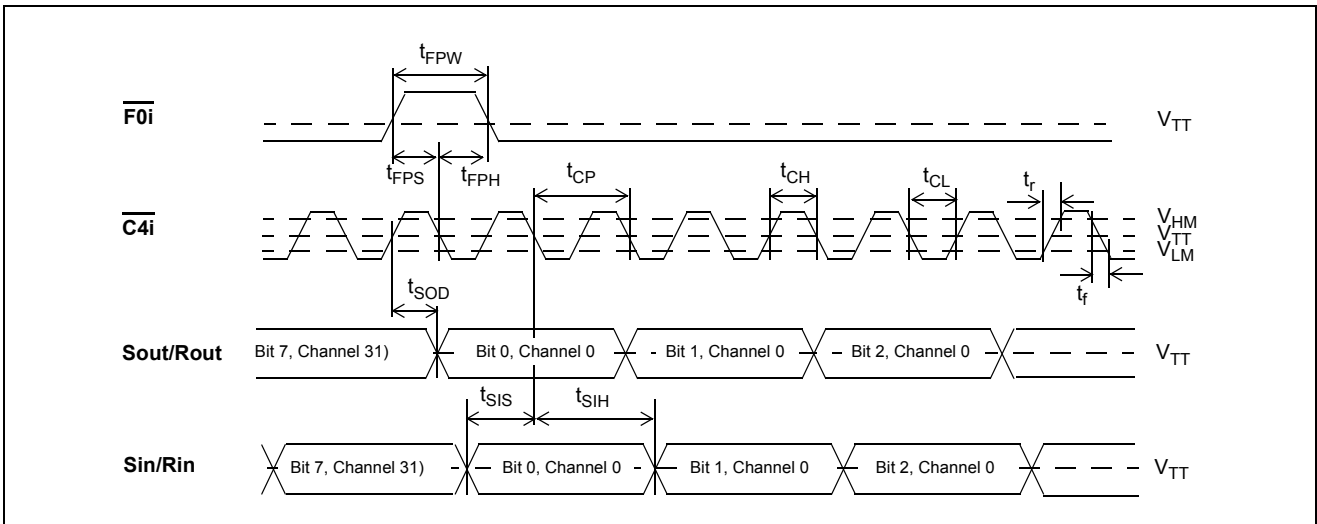 tFPW
F0i
VTT
tFPS tFPH tCP tCH tCL tr
C4i
VHM
VTT
VLM
tf
tSOD
Sout/Rout Bit 7, Channel 31) Bit 0, Channel 0 Bit 1, Channel 0 Bit 2, Channel 0 VTT
tSIS tSIH
Sin/Rin Bit 7, Channel 31) Bit 0, Channel 0 Bit 1, Channel 0 Bit 2, Channel 0 VTT